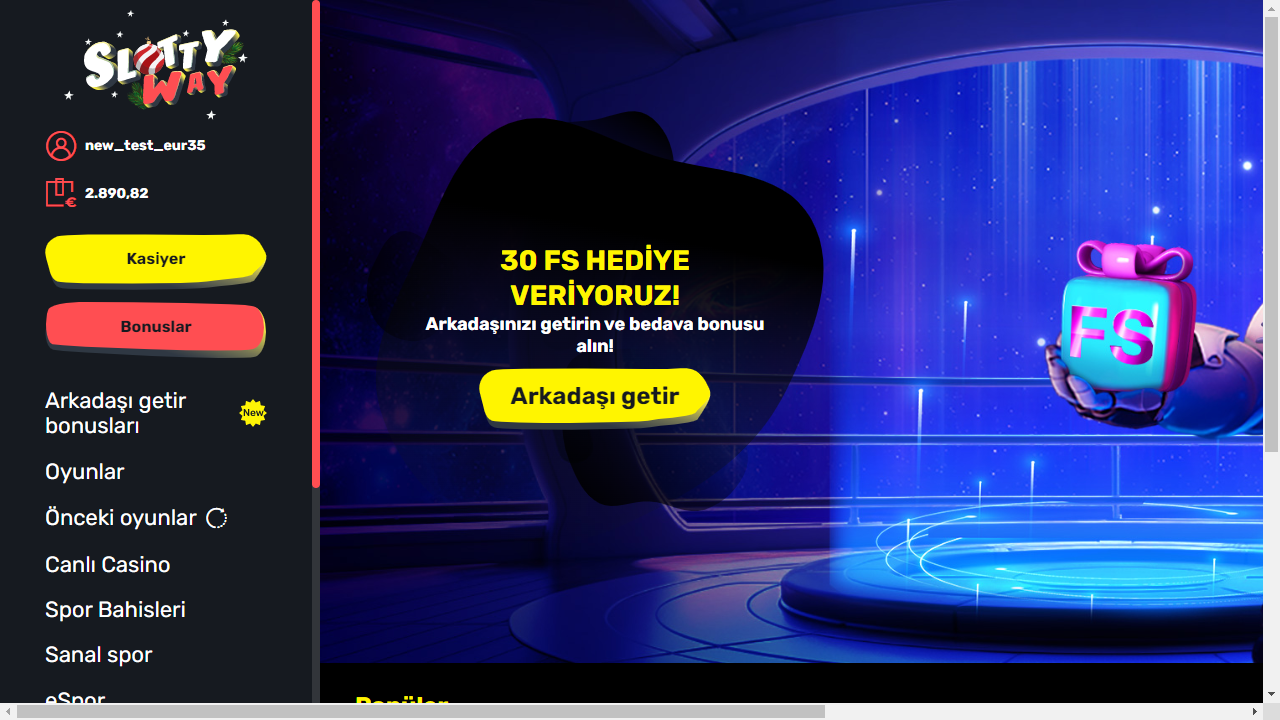 SLOTTY
WAY
new_test_eur35
€
2.890,82
Kasiyer
Bonuslar
Arkadaşı getir
bonusları
New
Oyunlar
Önceki oyunlar
Canlı Casino
Spor Bahisleri
Sanal spor
eSpor
30 FS HEDİYE
VERİYORUZ!
Arkadaşınızı getirin ve bedava bonusu
alın!
Arkadaşı getir
FS
Popüler